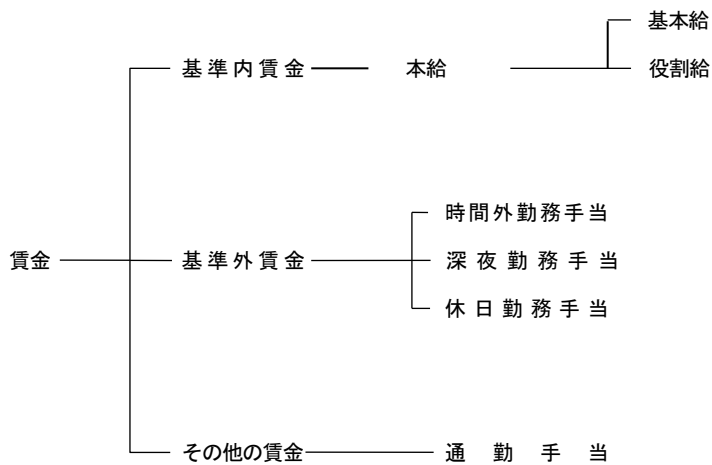 基本給
基準内賃金
本給
役割給
時間外勤務手当
賃金
基準外賃金
深夜勤務手当
休日勤務手当
その他の賃金
通勤手当